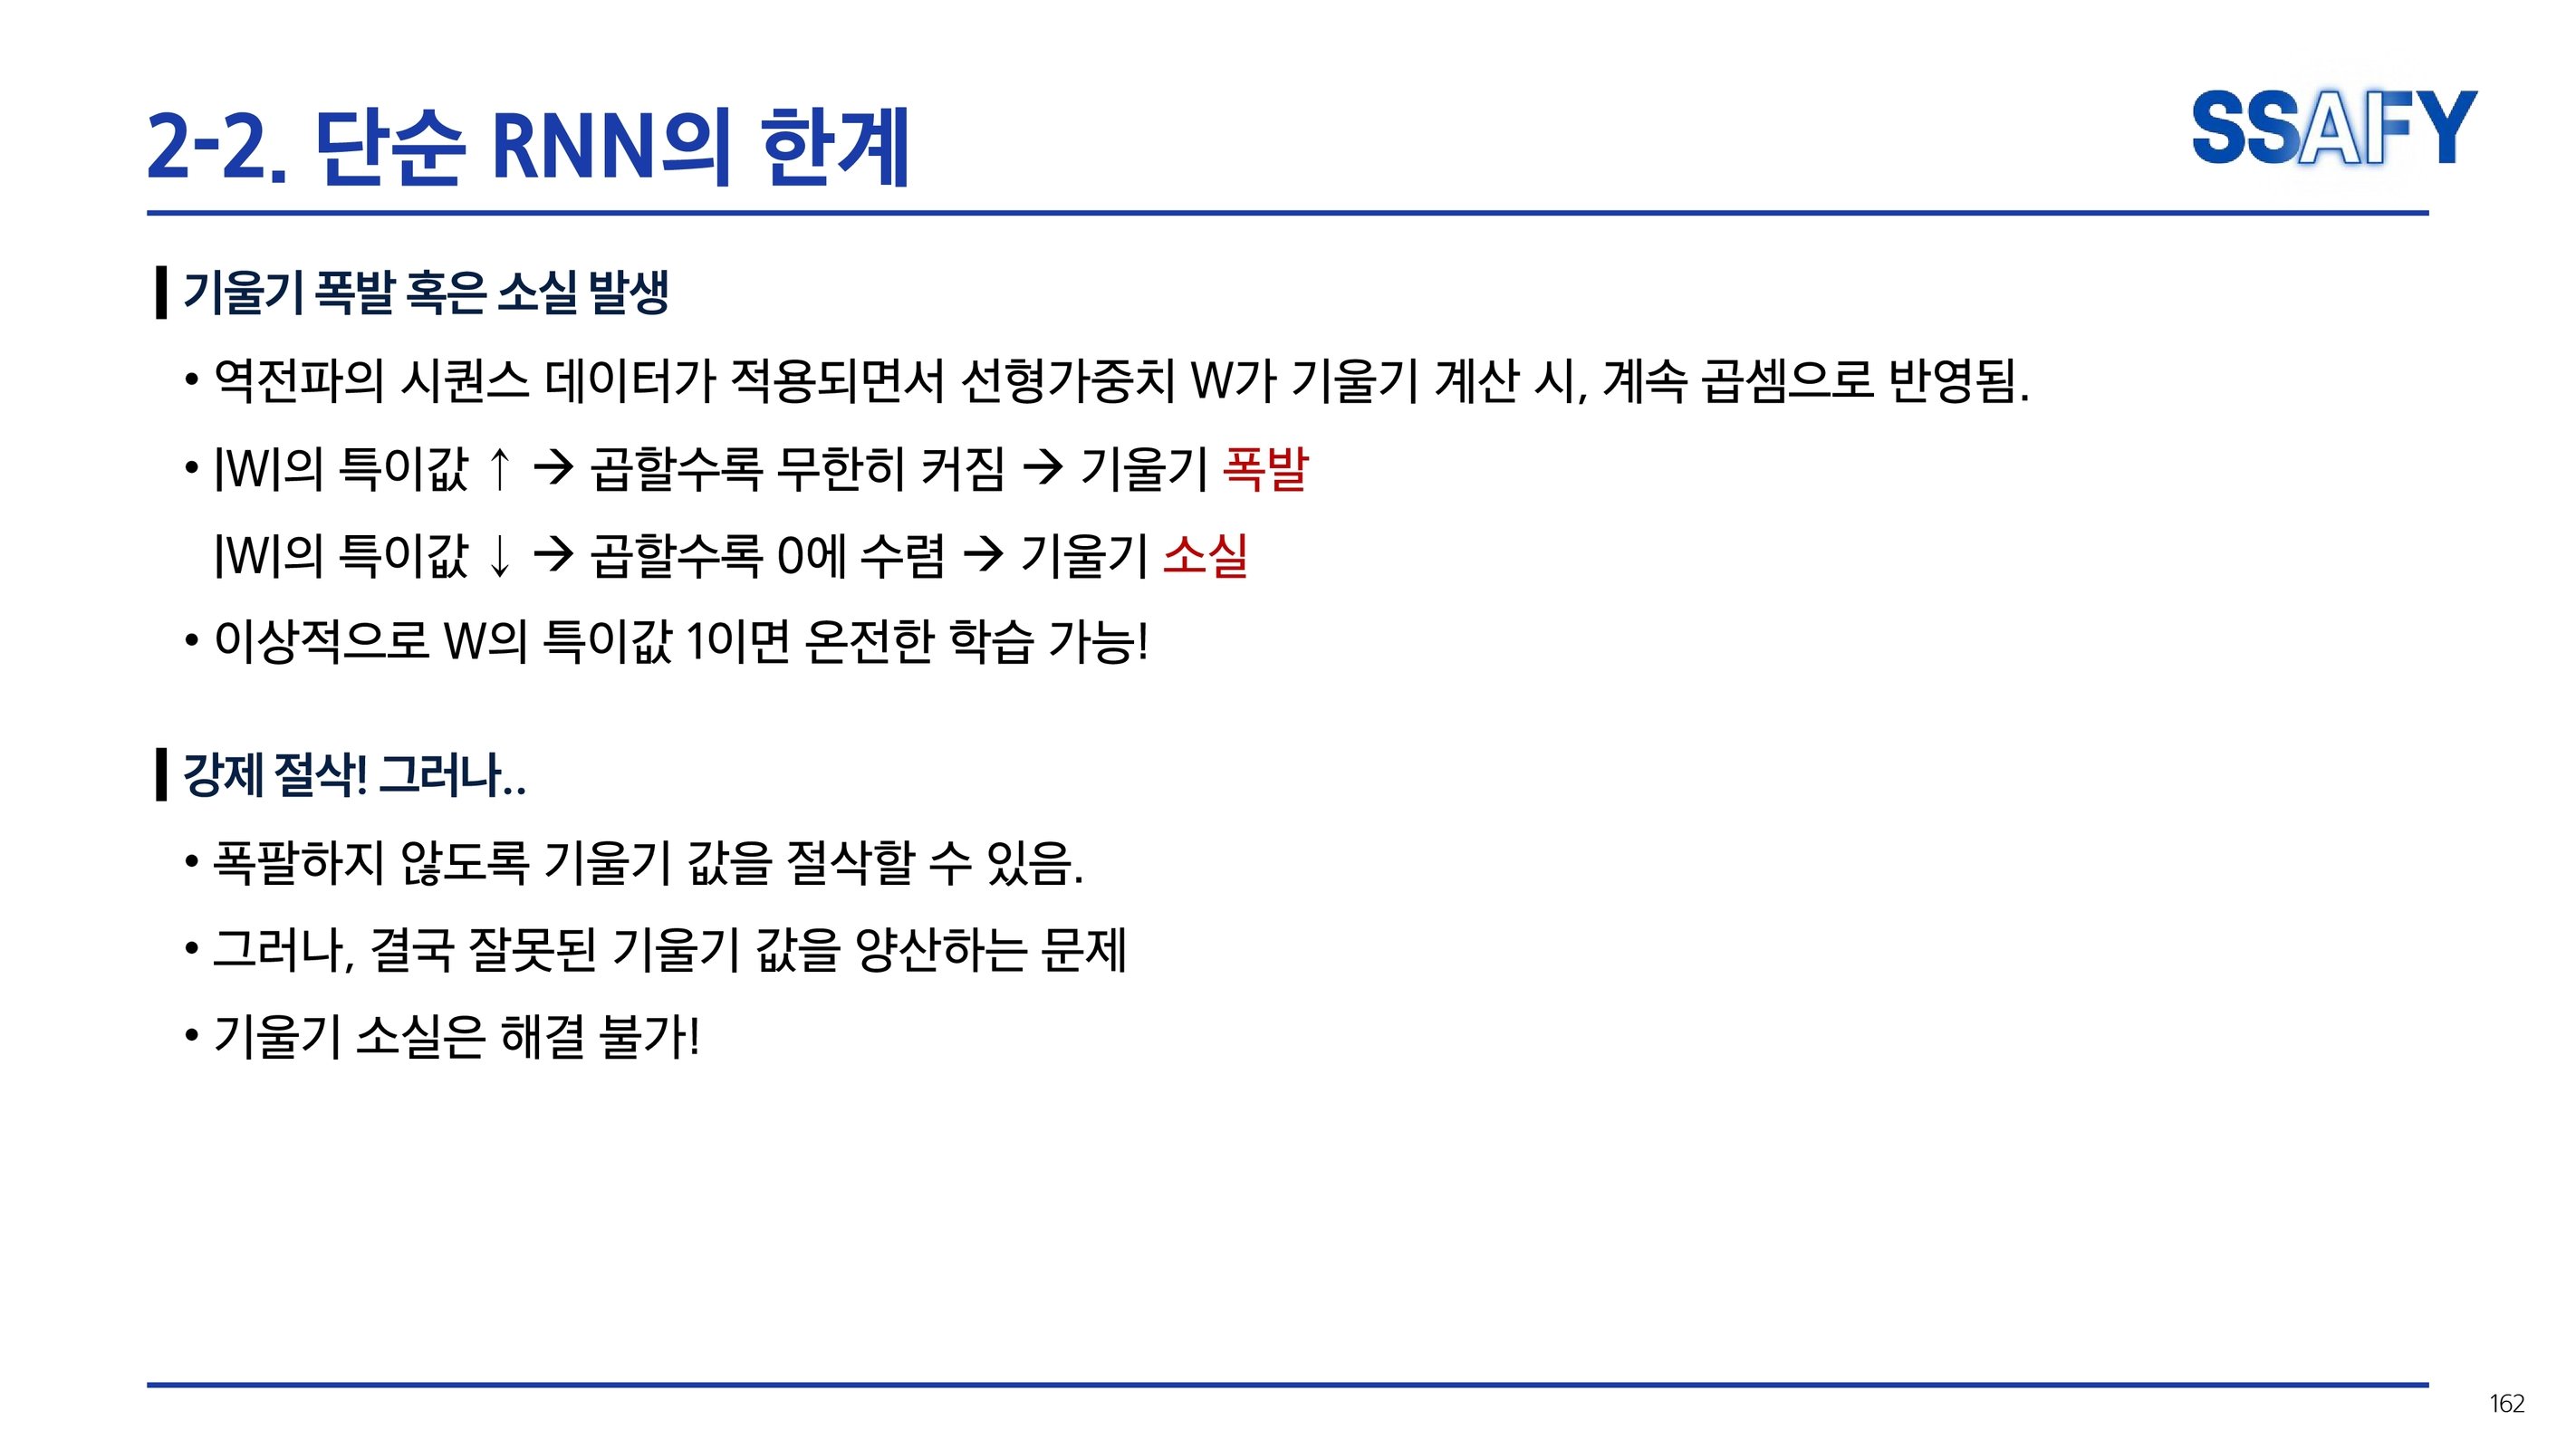 2-2. 단순 RNN의 한계
SSAFY
기울기 폭발 혹은 소실 발생
• 역전파의 시퀀스 데이터가 적용되면서 선형가중치 W가 기울기 계산 시, 계속 곱셈으로 반영됨.
• |W|의 특이값 ↑ → 곱할수록 무한히 커짐 → 기울기 폭발
|W|의 특이값 ↓ → 곱할수록 0에 수렴 → 기울기 소실
• 이상적으로 W의 특이값 1이면 온전한 학습 가능!
강제 절삭! 그러나..
• 폭팔하지 않도록 기울기 값을 절삭할 수 있음.
• 그러나, 결국 잘못된 기울기 값을 양산하는 문제
• 기울기 소실은 해결 불가!
162